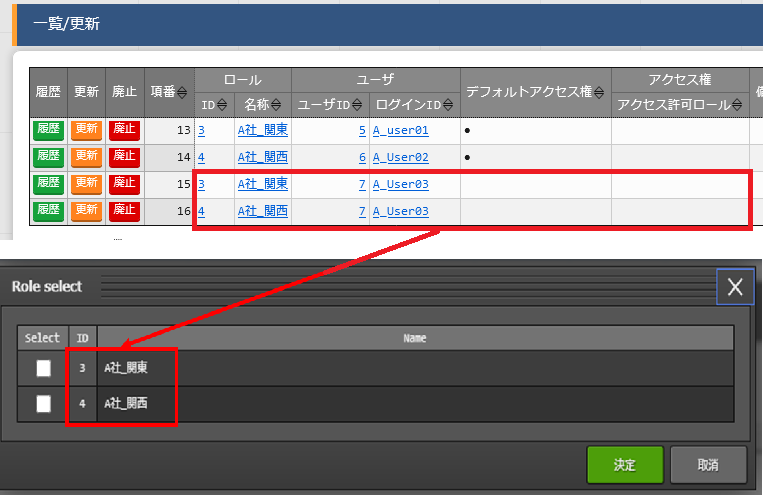 一覧/更新
履歴 更新 廃止 項番 ロール ユーザ デフォルトアクセス権 アクセス権
ID 名称 ユーザID ログインID アクセス許可ロール
履歴 更新 廃止 13 3 A社_関東 5 A_user01 ●
履歴 更新 廃止 14 4 A社_関西 6 A_User02 ●
履歴 更新 廃止 15 3 A社_関東 7 A_User03
履歴 更新 廃止 16 4 A社_関西 7 A_User03
Role select
Select ID Name
3 A社_関東
4 A社_関西
決定 取消